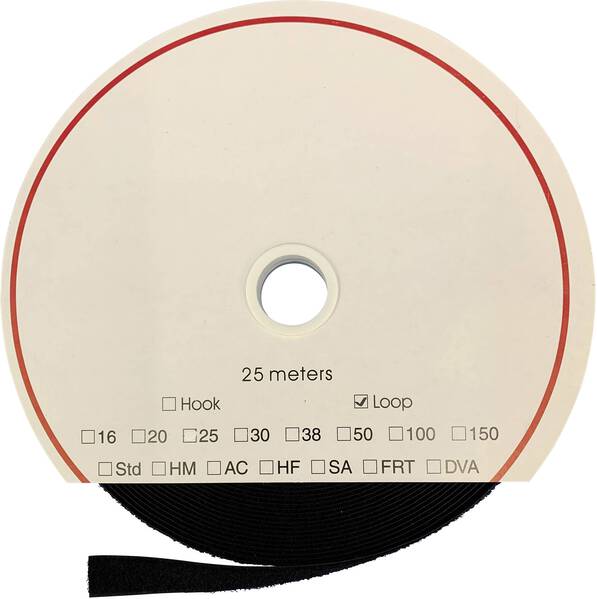 25 meters
☐ Hook ☑ Loop
☐ 16 ☐ 20 ☐ 25 ☐ 30 ☐ 38 ☐ 50 ☐ 100 ☐ 150
☐ Std ☐ HM ☐ AC ☐ HF ☐ SA ☐ FRT ☐ DVA